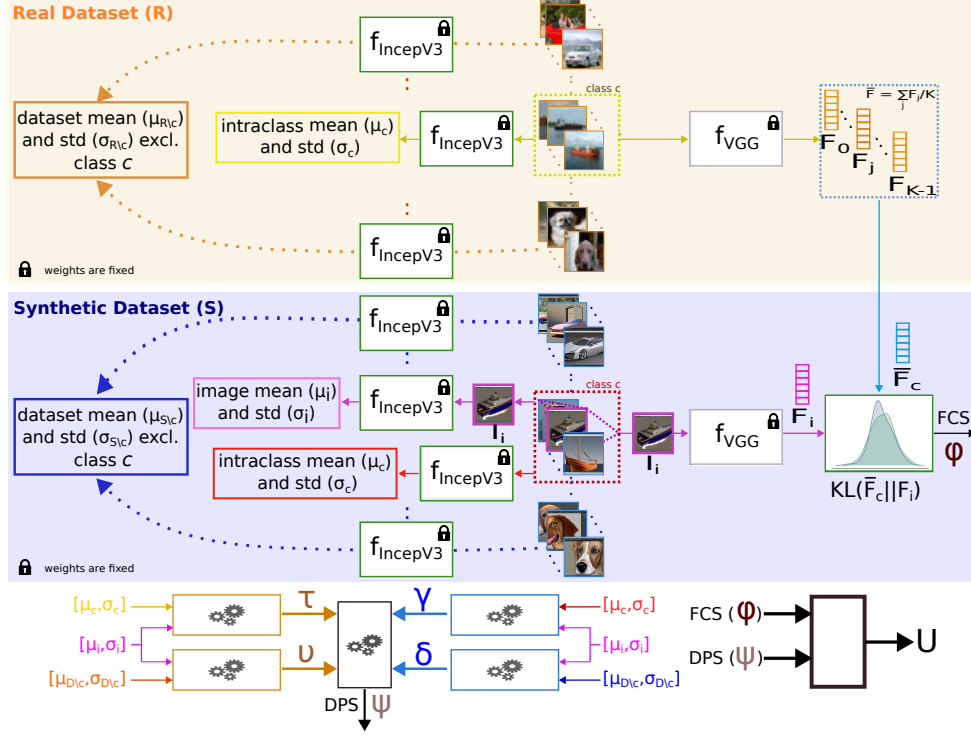 Real Dataset (R)
f_IncepV3
class c
F̅ = ∑_j F_j/K
dataset mean (μ_R\c)
and std (σ_R\c) excl.
class c
intraclass mean (μ_c)
and std (σ_c)
f_IncepV3
f_VGG
F_0
F_j
F_K-1
f_IncepV3
weights are fixed
Synthetic Dataset (S)
f_IncepV3
class c
image mean (μ_i)
and std (σ_i)
f_IncepV3
I_i
I_i
f_VGG
F_i
F̅_c
FCS
φ
dataset mean (μ_S\c)
and std (σ_S\c) excl.
class c
intraclass mean (μ_c)
and std (σ_c)
f_IncepV3
KL(F̅_c||F_i)
f_IncepV3
weights are fixed
[μ_c,σ_c]
τ
γ
[μ_c,σ_c]
FCS (φ)
[μ_i,σ_i]
[μ_i,σ_i]
U
DPS (ψ)
υ
δ
[μ_D\c,σ_D\c]
[μ_D\c,σ_D\c]
DPS ψ